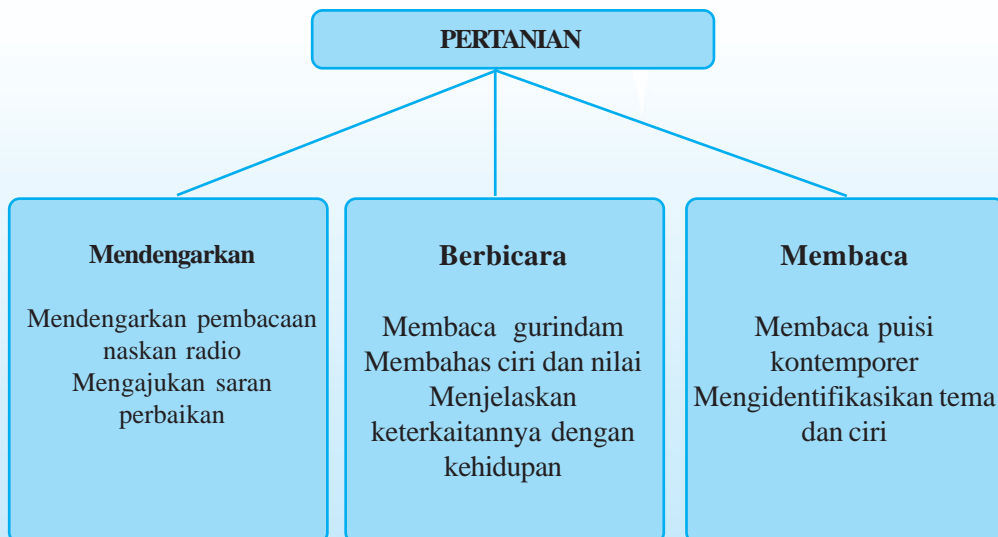 PERTANIAN
Mendengarkan
Mendengarkan pembacaan
naskan radio
Mengajukan saran
perbaikan
Berbicara
Membaca gurindam
Membahas ciri dan nilai
Menjelaskan
keterkaitannya dengan
kehidupan
Membaca
Membaca puisi
kontemporer
Mengidentifikasikan tema
dan ciri